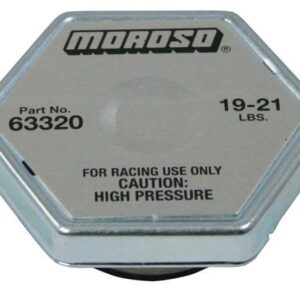 MOROSO®
Part No.
63320
19-21
LBS.
FOR RACING USE ONLY
CAUTION:
HIGH PRESSURE